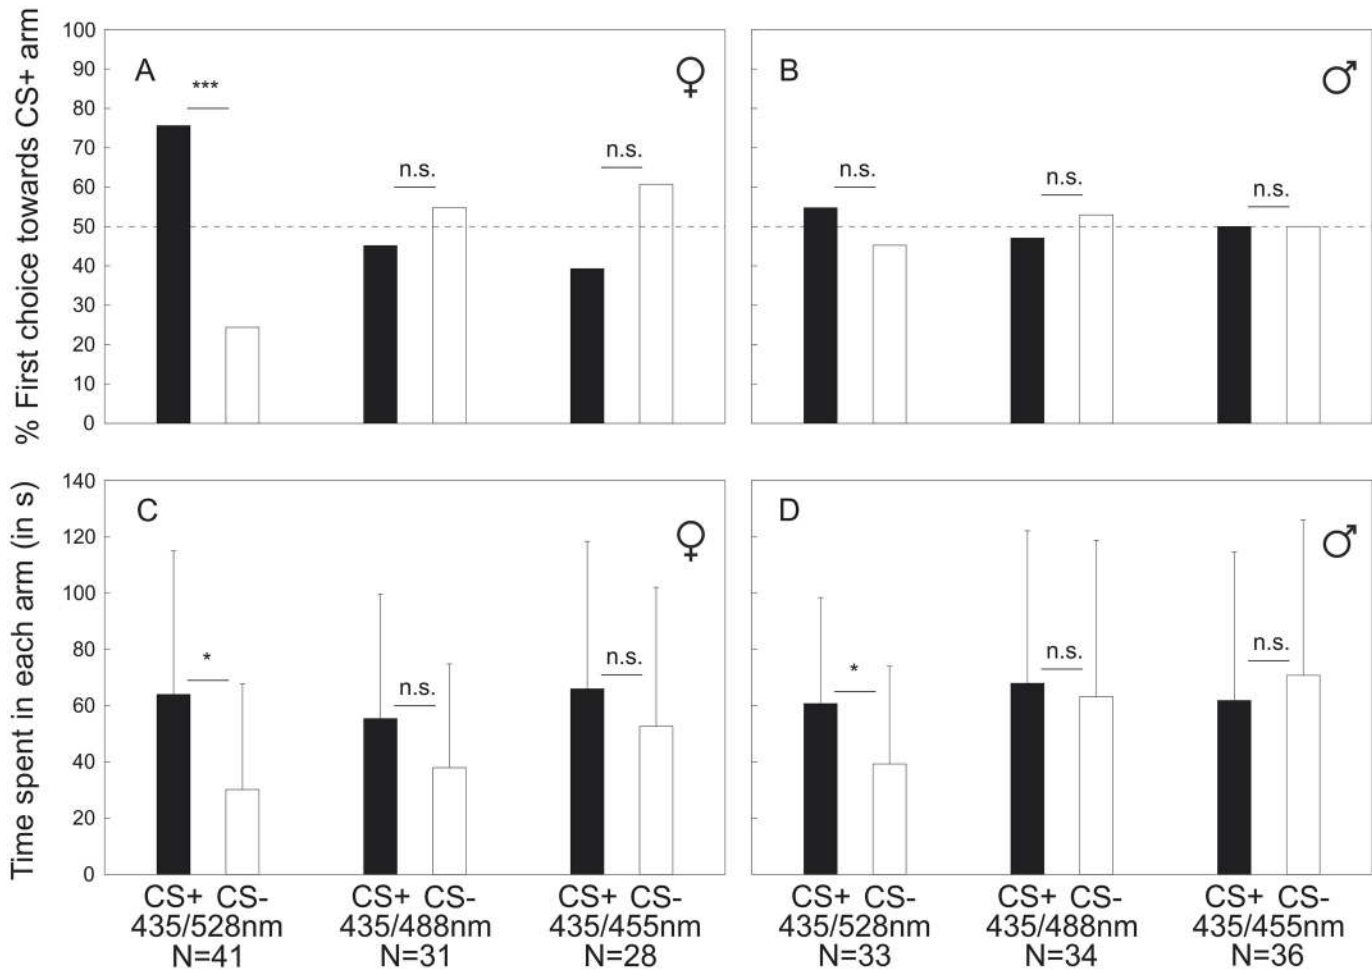 % First choice towards CS+ arm
100
90
80
70
60
50
40
30
20
10
0
A
***
n.s.
n.s.
♀
B
n.s.
n.s.
n.s.
♂
Time spent in each arm (in s)
140
120
100
80
60
40
20
0
C
*
n.s.
n.s.
♀
D
*
n.s.
n.s.
♂
CS+ CS- CS+ CS- CS+ CS- CS+ CS- CS+ CS- CS+ CS-
435/528nm 435/488nm 435/455nm 435/528nm 435/488nm 435/455nm
N=41 N=31 N=28 N=33 N=34 N=36